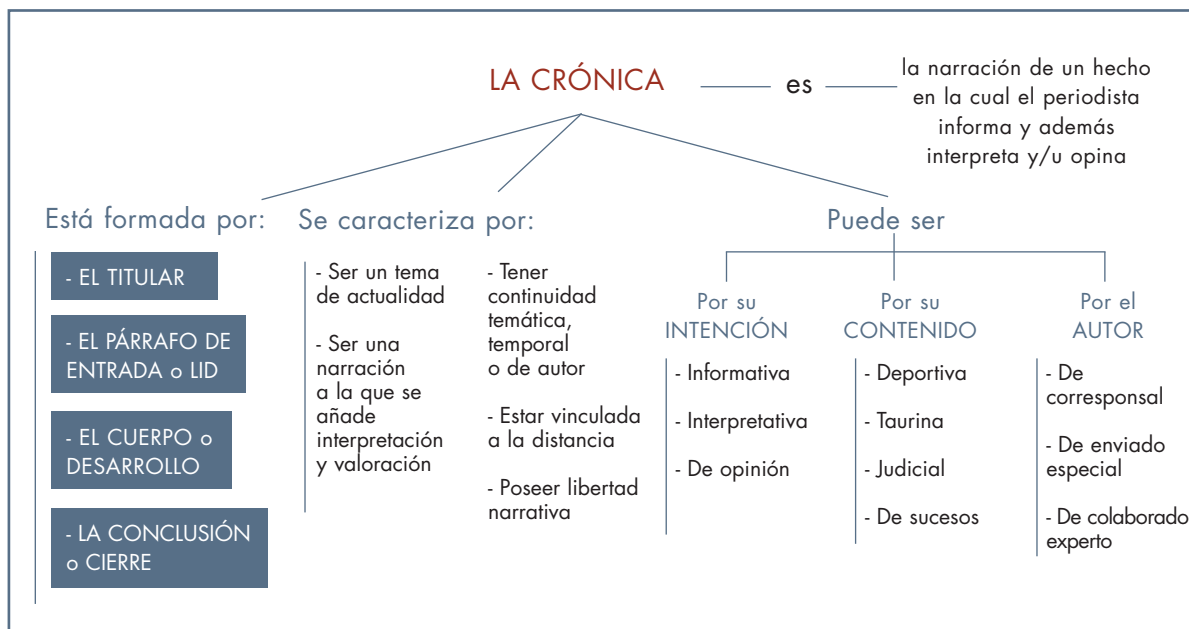 LA CRÓNICA
es
la narración de un hecho
en la cual el periodista
informa y además
interpreta y/u opina
Está formada por:
- EL TITULAR
- EL PÁRRAFO DE
ENTRADA o LID
- EL CUERPO o
DESARROLLO
- LA CONCLUSIÓN
o CIERRE
Se caracteriza por:
- Ser un tema
de actualidad
- Ser una
narración
a la que se
añade
interpretación
y valoración
- Tener
continuidad
temática,
temporal
o de autor
- Estar vinculada
a la distancia
- Poseer libertad
narrativa
Puede ser
Por su
INTENCIÓN
- Informativa
- Interpretativa
- De opinión
Por su
CONTENIDO
- Deportiva
- Taurina
- Judicial
- De sucesos
Por el
AUTOR
- De
corresponsal
- De enviado
especial
- De colaborado
experto